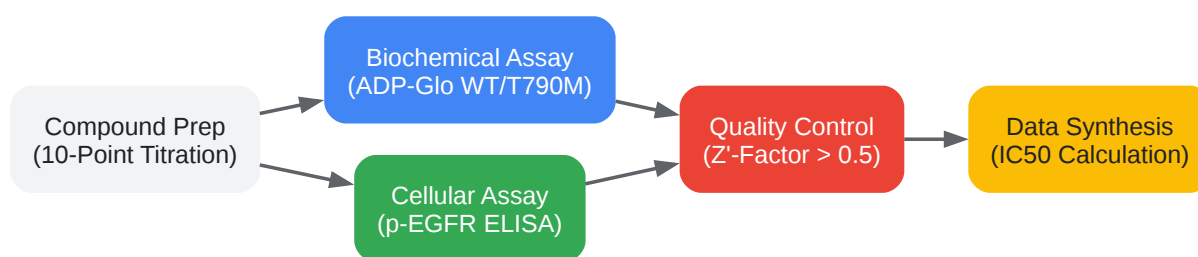 Compound Prep
(10-Point Titration)
Biochemical Assay
(ADP-Glo WT/T790M)
Cellular Assay
(p-EGFR ELISA)
Quality Control
(Z'-Factor > 0.5)
Data Synthesis
(IC50 Calculation)